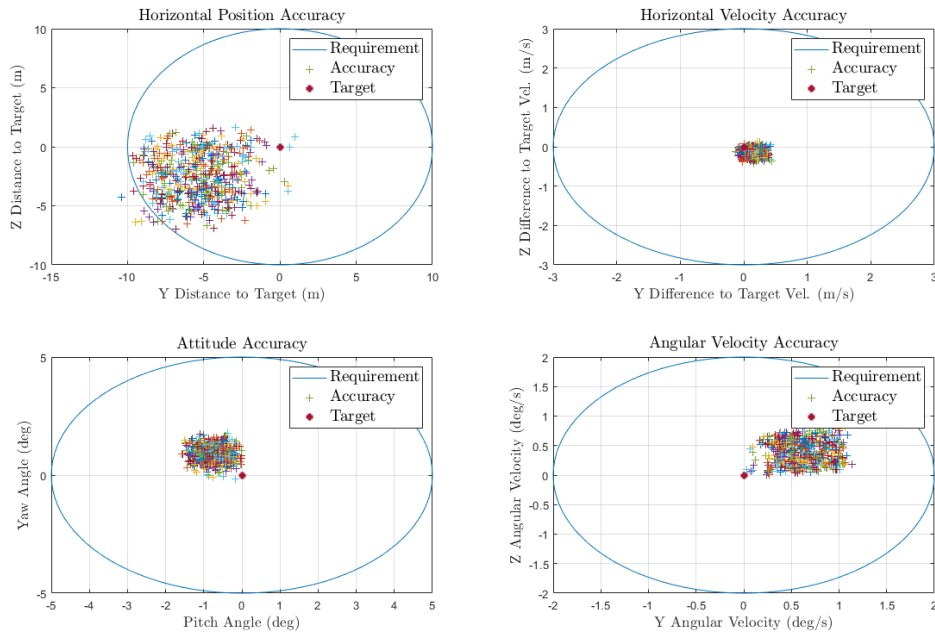 Horizontal Position Accuracy
10
5
0
-5
-10
Z Distance to Target (m)
-15
-10
-5
0
5
10
Y Distance to Target (m)
Requirement
Accuracy
Target
Horizontal Velocity Accuracy
3
2
1
0
-1
-2
-3
Z Difference to Target Vel. (m/s)
-3
-2
-1
0
1
2
3
Y Difference to Target Vel. (m/s)
Requirement
Accuracy
Target
Attitude Accuracy
5
0
-5
Yaw Angle (deg)
-5
-4
-3
-2
-1
0
1
2
3
4
5
Pitch Angle (deg)
Requirement
Accuracy
Target
Angular Velocity Accuracy
2
1.5
1
0.5
0
-0.5
-1
-1.5
-2
Z Angular Velocity (deg/s)
-2
-1.5
-1
-0.5
0
0.5
1
1.5
2
Y Angular Velocity (deg/s)
Requirement
Accuracy
Target